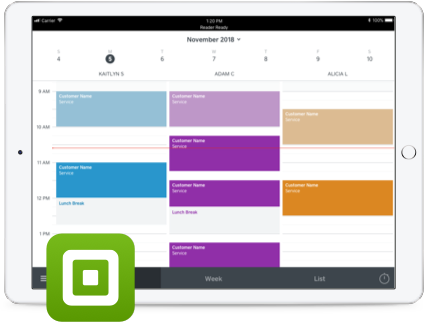 Carrier
1:20 PM
100%
Reader Ready
November 2018
S M T W T F S
4 5 6 7 8 9 10
KAITLYN S ADAM C ALICIA L
9 AM
Customer Name
Service
Customer Name
Service
Customer Name
Service
10 AM
Customer Name
Service
11 AM
Customer Name
Service
Customer Name
Service
Customer Name
Service
12 PM
Lunch Break
Lunch Break
1 PM
Customer Name
Service
Week
List